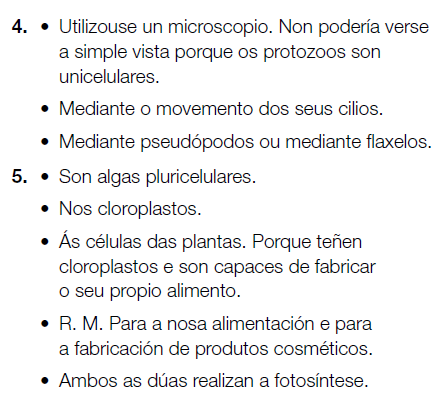 4. • Utilizouse un microscopio. Non podería verse
a simple vista porque os protozoos son
unicelulares.
• Mediante o movemento dos seus cilios.
• Mediante pseudópodos ou mediante flaxelos.
5. • Son algas pluricelulares.
• Nos cloroplastos.
• Ás células das plantas. Porque teñen
cloroplastos e son capaces de fabricar
o seu propio alimento.
• R. M. Para a nosa alimentación e para
a fabricación de produtos cosméticos.
• Ambos as dúas realizan a fotosíntese.